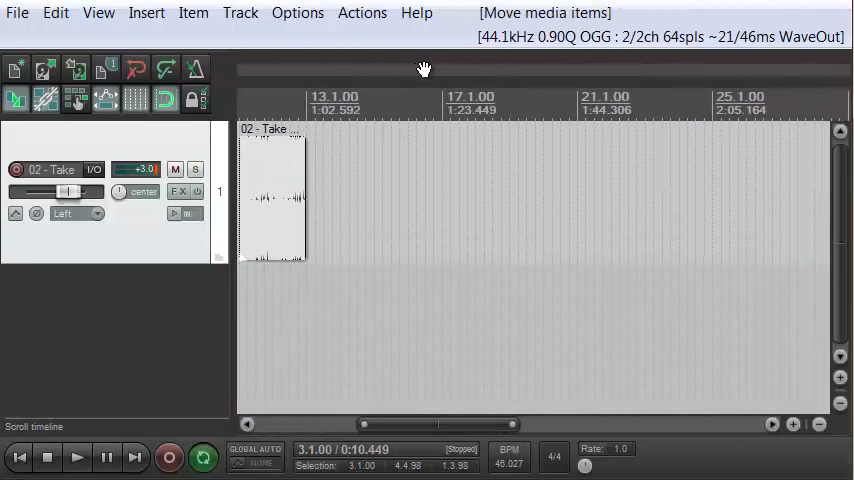 File Edit View Insert Item Track Options Actions Help [Move media items]
[44.1kHz 0.90Q OGG : 2/2ch 64spls ~21/46ms WaveOut]
13.1.00 17.1.00 21.1.00 25.1.00
1:02.592 1:23.449 1:44.306 2:05.164
02 - Take ...
02 - Take I/O +3.0 M S
center FX 1
Left IN
Scroll timeline
GLOBAL AUTO 3.1.00 / 0:10.449 [Stopped] BPM 4/4 Rate: 1.0
NONE Selection: 3.1.00 4.4.98 1.3.98 46.027